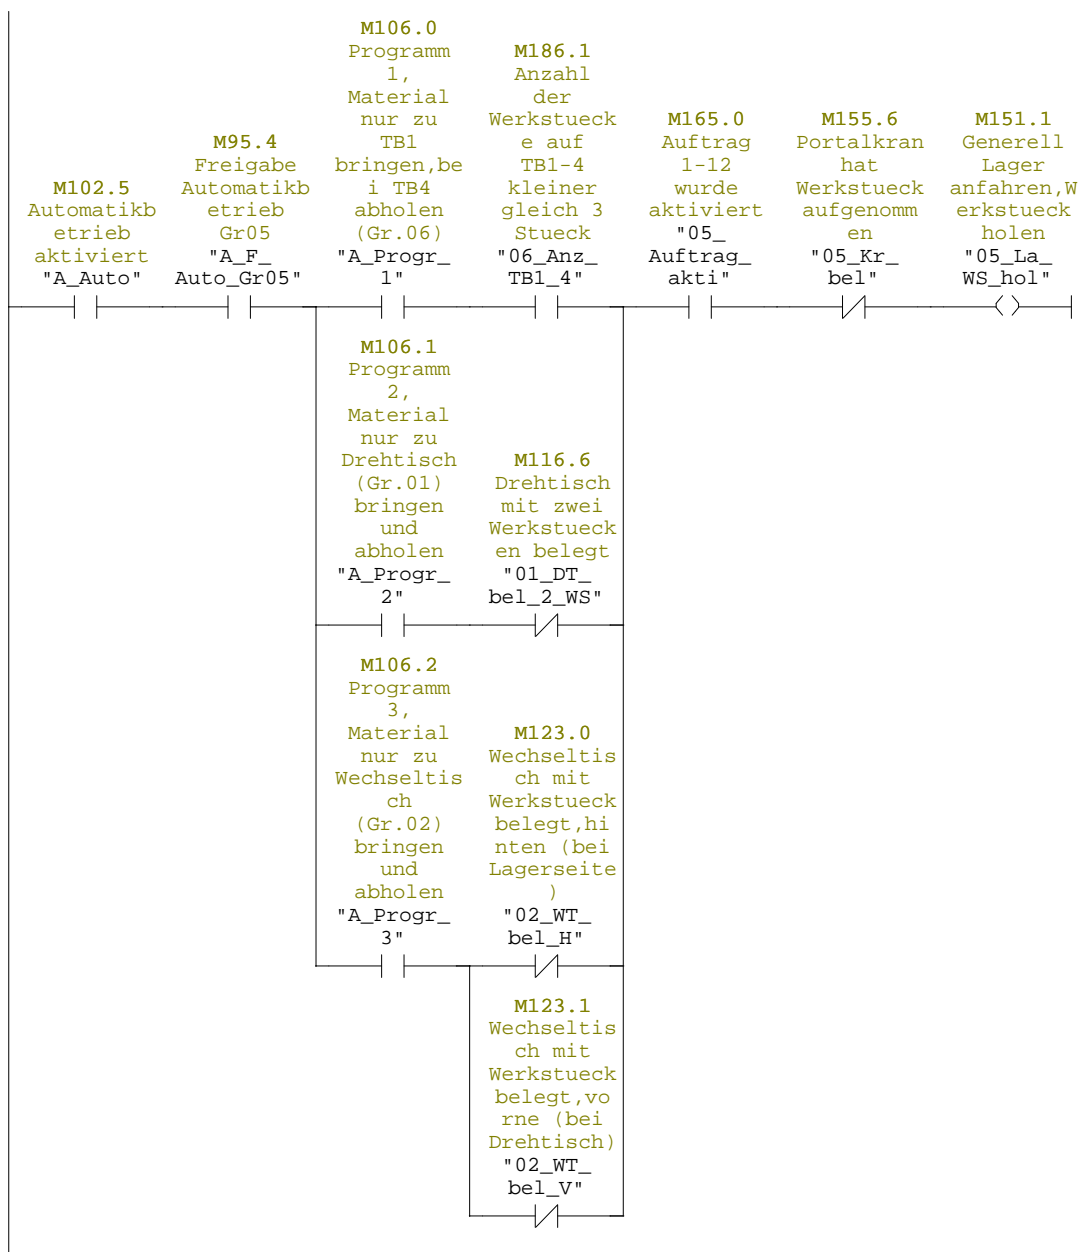 M102.5
Automatikb
etrieb
aktiviert
"A_Auto"
M95.4
Freigabe
Automatikb
etrieb
Gr05
"A_F_
Auto_Gr05"
M106.0
Programm
1,
Material
nur zu
TB1
bringen,be
i TB4
abholen
(Gr.06)
"A_Progr_
1"
M186.1
Anzahl
der
Werkstueck
e auf
TB1-4
kleiner
gleich 3
Stueck
"06_Anz_
TB1_4"
M165.0
Auftrag
1-12
wurde
aktiviert
"05_
Auftrag_
akti"
M155.6
Portalkran
hat
Werkstueck
aufgenomm
en
"05_Kr_
bel"
M151.1
Generell
Lager
anfahren,W
erkstueck
holen
"05_La_
WS_hol"
M106.1
Programm
2,
Material
nur zu
Drehtisch
(Gr.01)
bringen
und
abholen
"A_Progr_
2"
M116.6
Drehtisch
mit zwei
Werkstueck
en belegt
"01_DT_
bel_2_WS"
M106.2
Programm
3,
Material
nur zu
Wechseltis
ch
(Gr.02)
bringen
und
abholen
"A_Progr_
3"
M123.0
Wechseltis
ch mit
Werkstueck
belegt,hi
nten (bei
Lagerseite
)
"02_WT_
bel_H"
M123.1
Wechseltis
ch mit
Werkstueck
belegt,vo
rne (bei
Drehtisch)
"02_WT_
bel_V"